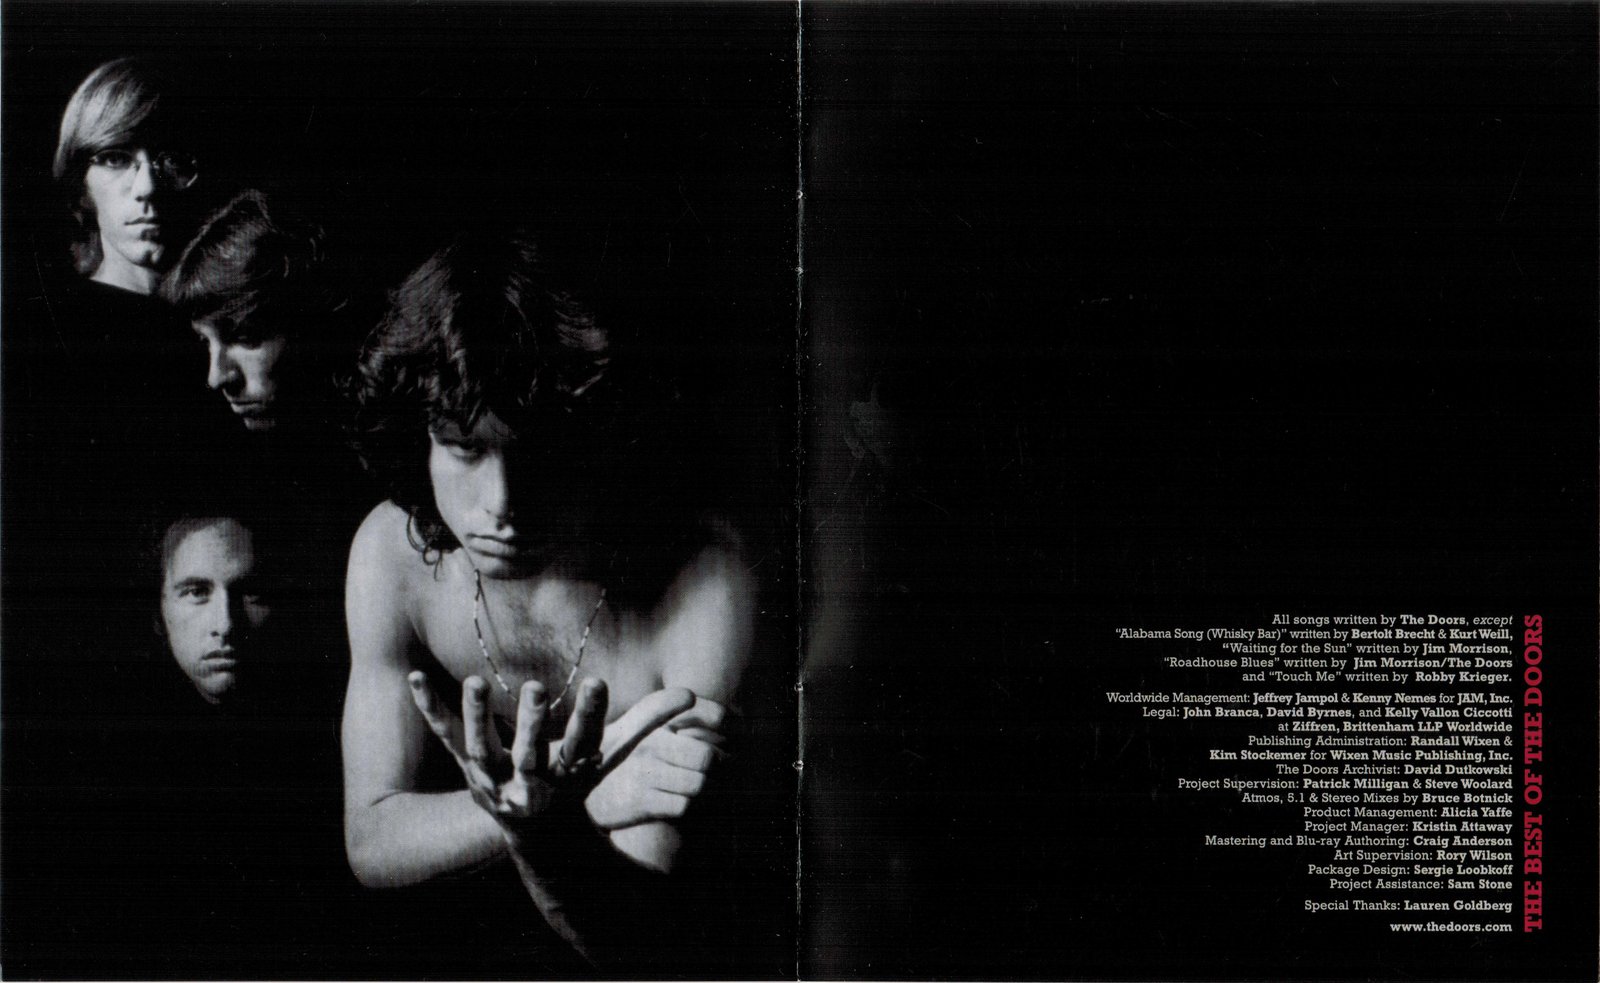 All songs written by The Doors, except
“Alabama Song (Whisky Bar)” written by Bertolt Brecht & Kurt Weill,
“Waiting for the Sun” written by Jim Morrison,
“Roadhouse Blues” written by Jim Morrison/The Doors
and “Touch Me” written by Robby Krieger.
Worldwide Management: Jeffrey Jampol & Kenny Nemes for JAM, Inc.
Legal: John Branca, David Byrnes, and Kelly Vallon Ciccotti
at Ziffren, Brittenham LLP Worldwide
Publishing Administration: Randall Wixen &
Kim Stockemer for Wixen Music Publishing, Inc.
The Doors Archivist: David Dutkowski
Project Supervision: Patrick Milligan & Steve Woolard
Atmos, 5.1 & Stereo Mixes by Bruce Botnick
Product Management: Alicia Yaffe
Project Manager: Kristin Attaway
Mastering and Blu-ray Authoring: Craig Anderson
Art Supervision: Rory Wilson
Package Design: Sergie Loobkoff
Project Assistance: Sam Stone
Special Thanks: Lauren Goldberg
www.thedoors.com
THE BEST OF THE DOORS